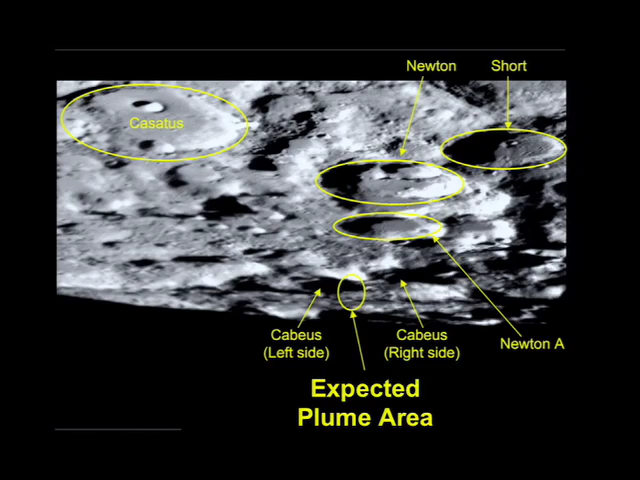 Newton
Short
Casatus
Cabeus
(Left side)
Cabeus
(Right side)
Newton A
Expected
Plume Area